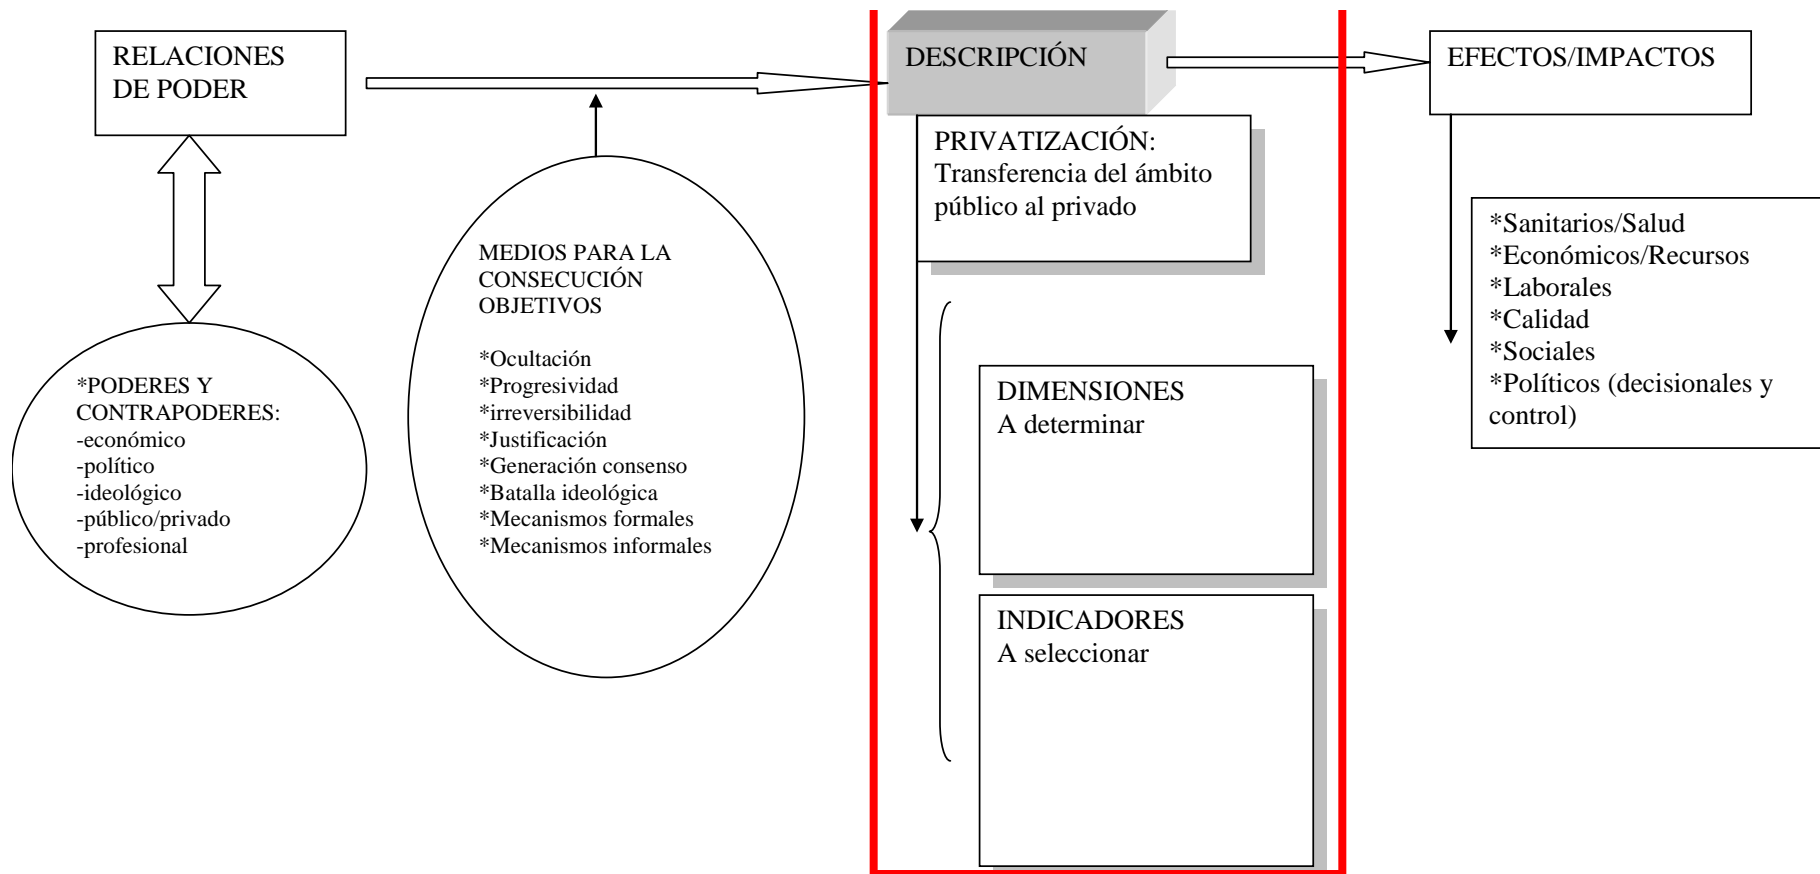 RELACIONES
DE PODER
*PODERES Y
CONTRAPODERES:
-económico
-político
-ideológico
-público/privado
-profesional
MEDIOS PARA LA
CONSECUCIÓN
OBJETIVOS
*Ocultación
*Progresividad
*irreversibilidad
*Justificación
*Generación consenso
*Batalla ideológica
*Mecanismos formales
*Mecanismos informales
DESCRIPCIÓN
PRIVATIZACIÓN:
Transferencia del ámbito
público al privado
DIMENSIONES
A determinar
INDICADORES
A seleccionar
EFECTOS/IMPACTOS
*Sanitarios/Salud
*Económicos/Recursos
*Laborales
*Calidad
*Sociales
*Políticos (decisionales y
control)